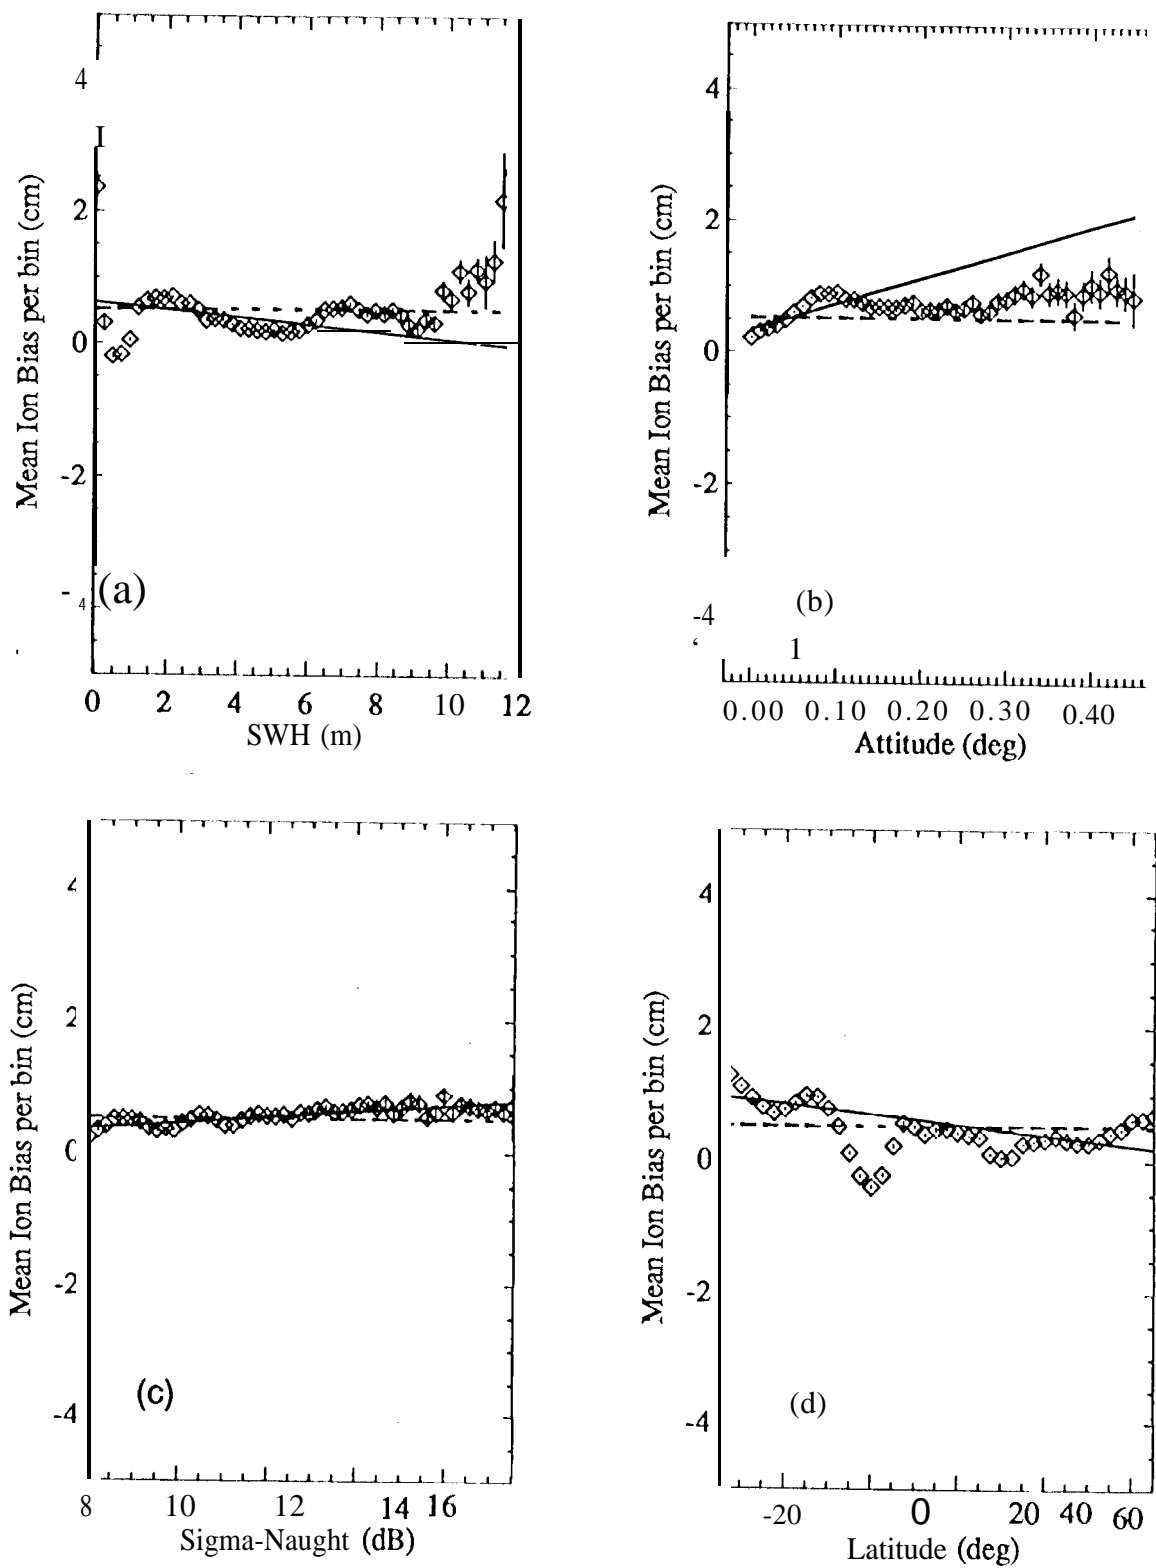 4
I
2
0
-2
- 4
Mean Ion Bias per bin (cm)
(a)
0 2 4 6 8 10 12
SWH (m)
4
2
0
-2
-4
Mean Ion Bias per bin (cm)
(b)
‘ 1
0.00 0.10 0.20 0.30 0.40
Attitude (deg)
4
2
0
-2
-4
Mean Ion Bias per bin (cm)
(c)
8 10 12 14 16
Sigma-Naught (dB)
4
2
0
-2
-4
Mean Ion Bias per bin (cm)
(d)
-20 0 20 40 60
Latitude (deg)